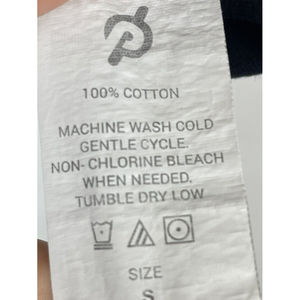 100% COTTON
MACHINE WASH COLD
GENTLE CYCLE.
NON- CHLORINE BLEACH
WHEN NEEDED.
TUMBLE DRY LOW
SIZE
S